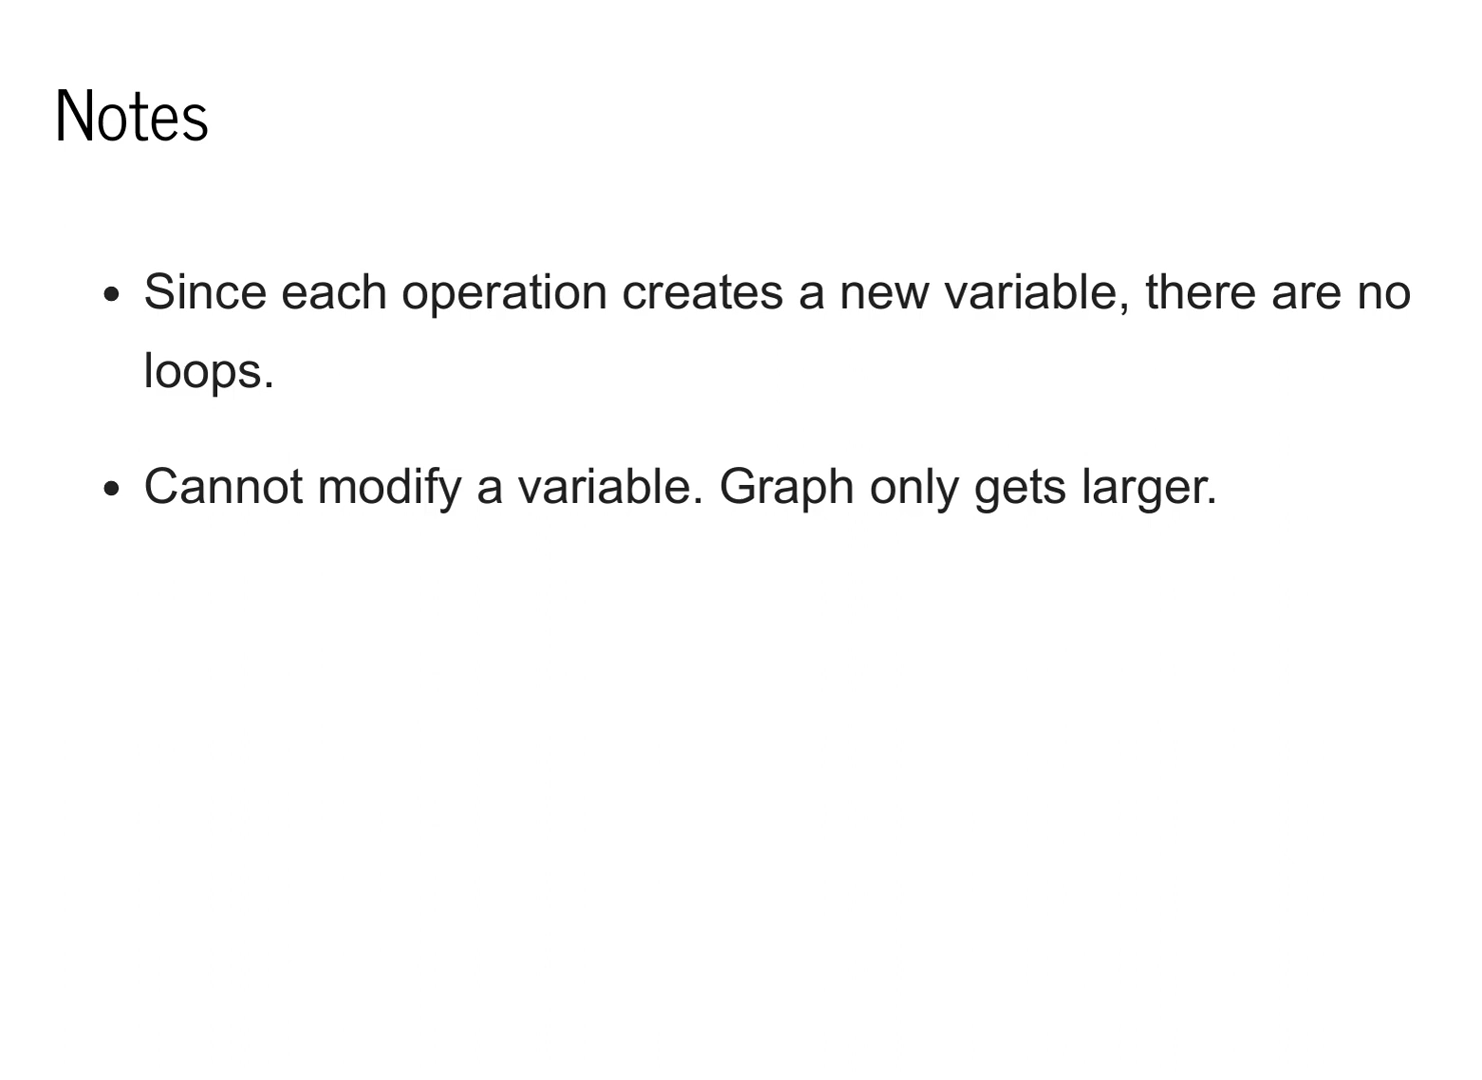 Notes
• Since each operation creates a new variable, there are no
loops.
• Cannot modify a variable. Graph only gets larger.